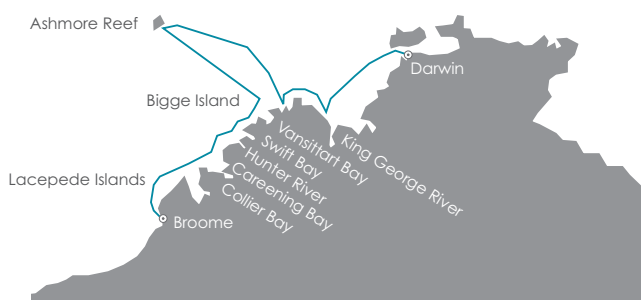 Ashmore Reef
Darwin
Bigge Island
Vansittart Bay
King George River
Swift Bay
Hunter River
Careening Bay
Collier Bay
Lacepede Islands
Broome